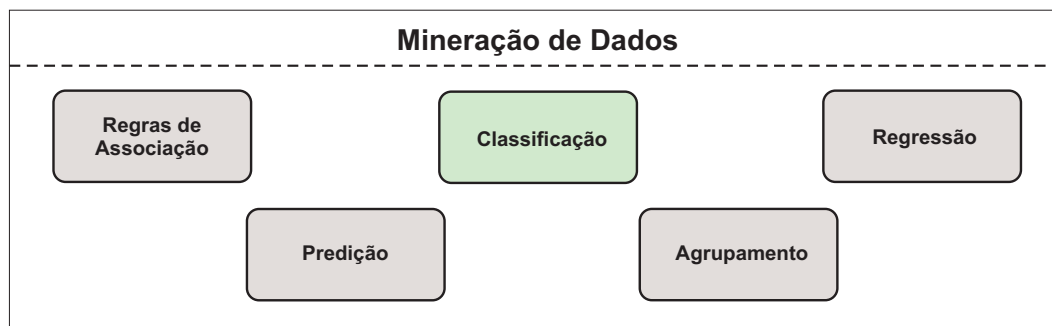 Mineração de Dados
Regras de
Associação
Classificação
Regressão
Predição
Agrupamento